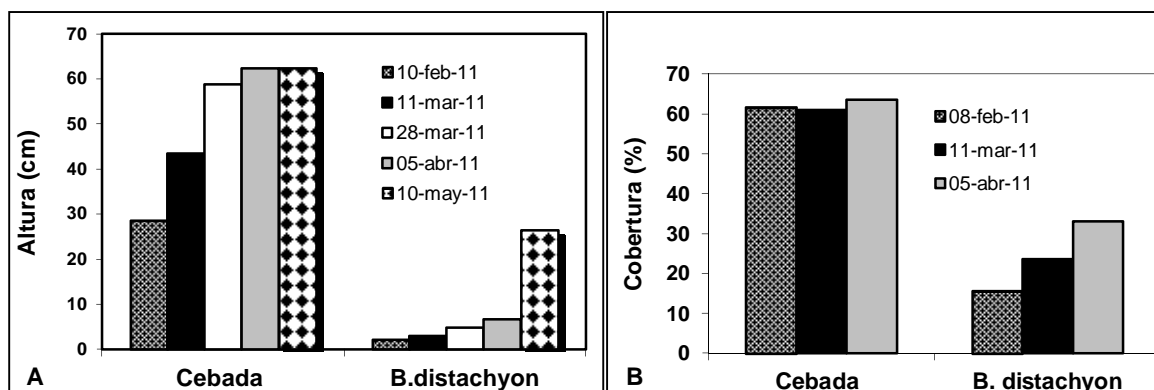 70
60
50
40
30
20
10
0
Altura (cm)
10-feb-11
11-mar-11
28-mar-11
05-abr-11
10-may-11
A
Cebada
B.distachyon
70
60
50
40
30
20
10
0
Cobertura (%)
08-feb-11
11-mar-11
05-abr-11
B
Cebada
B. distachyon